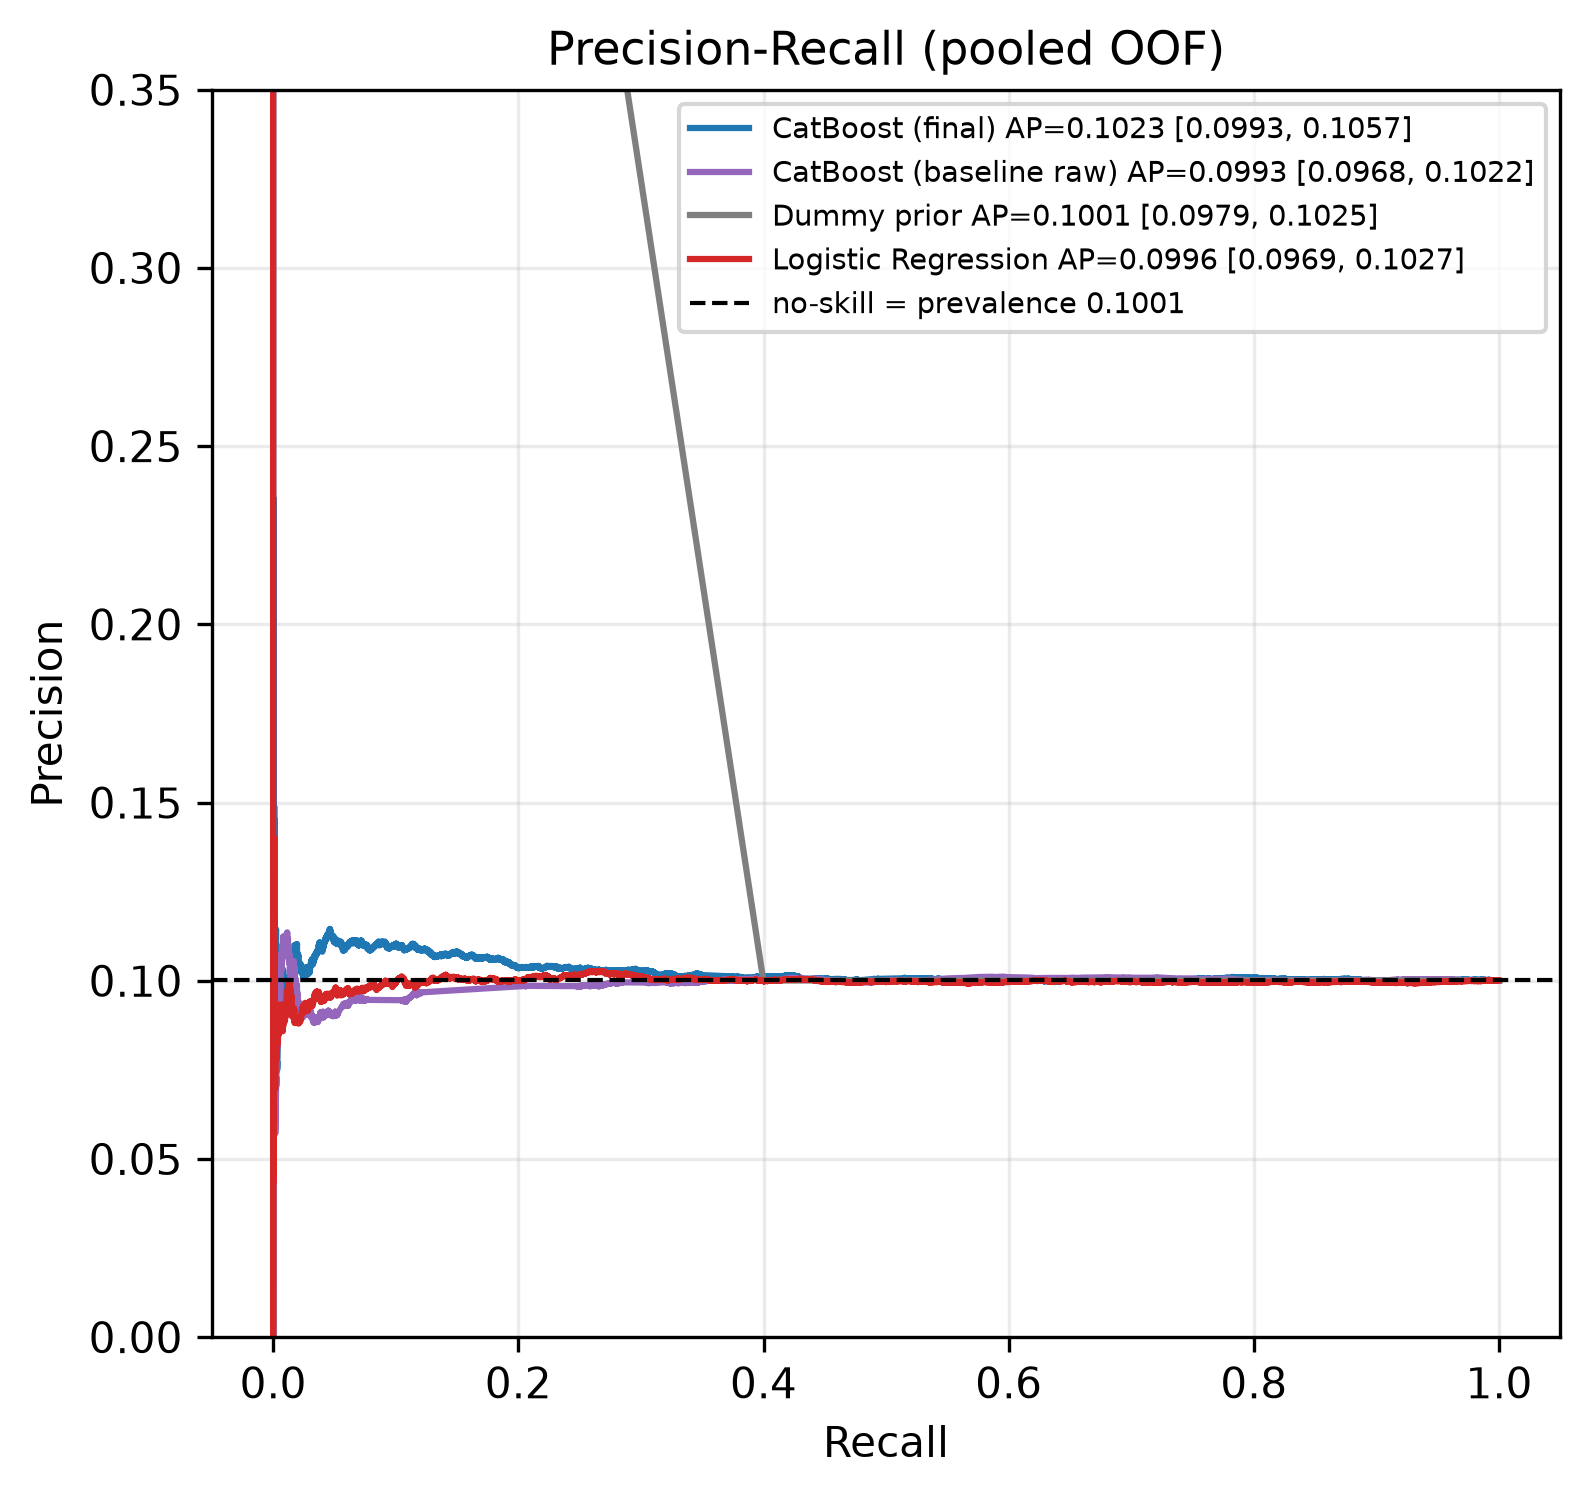 Precision-Recall (pooled OOF)
0.35
0.30
0.25
0.20
0.15
0.10
0.05
0.00
Precision
CatBoost (final) AP=0.1023 [0.0993, 0.1057]
CatBoost (baseline raw) AP=0.0993 [0.0968, 0.1022]
Dummy prior AP=0.1001 [0.0979, 0.1025]
Logistic Regression AP=0.0996 [0.0969, 0.1027]
no-skill = prevalence 0.1001
0.0 0.2 0.4 0.6 0.8 1.0
Recall